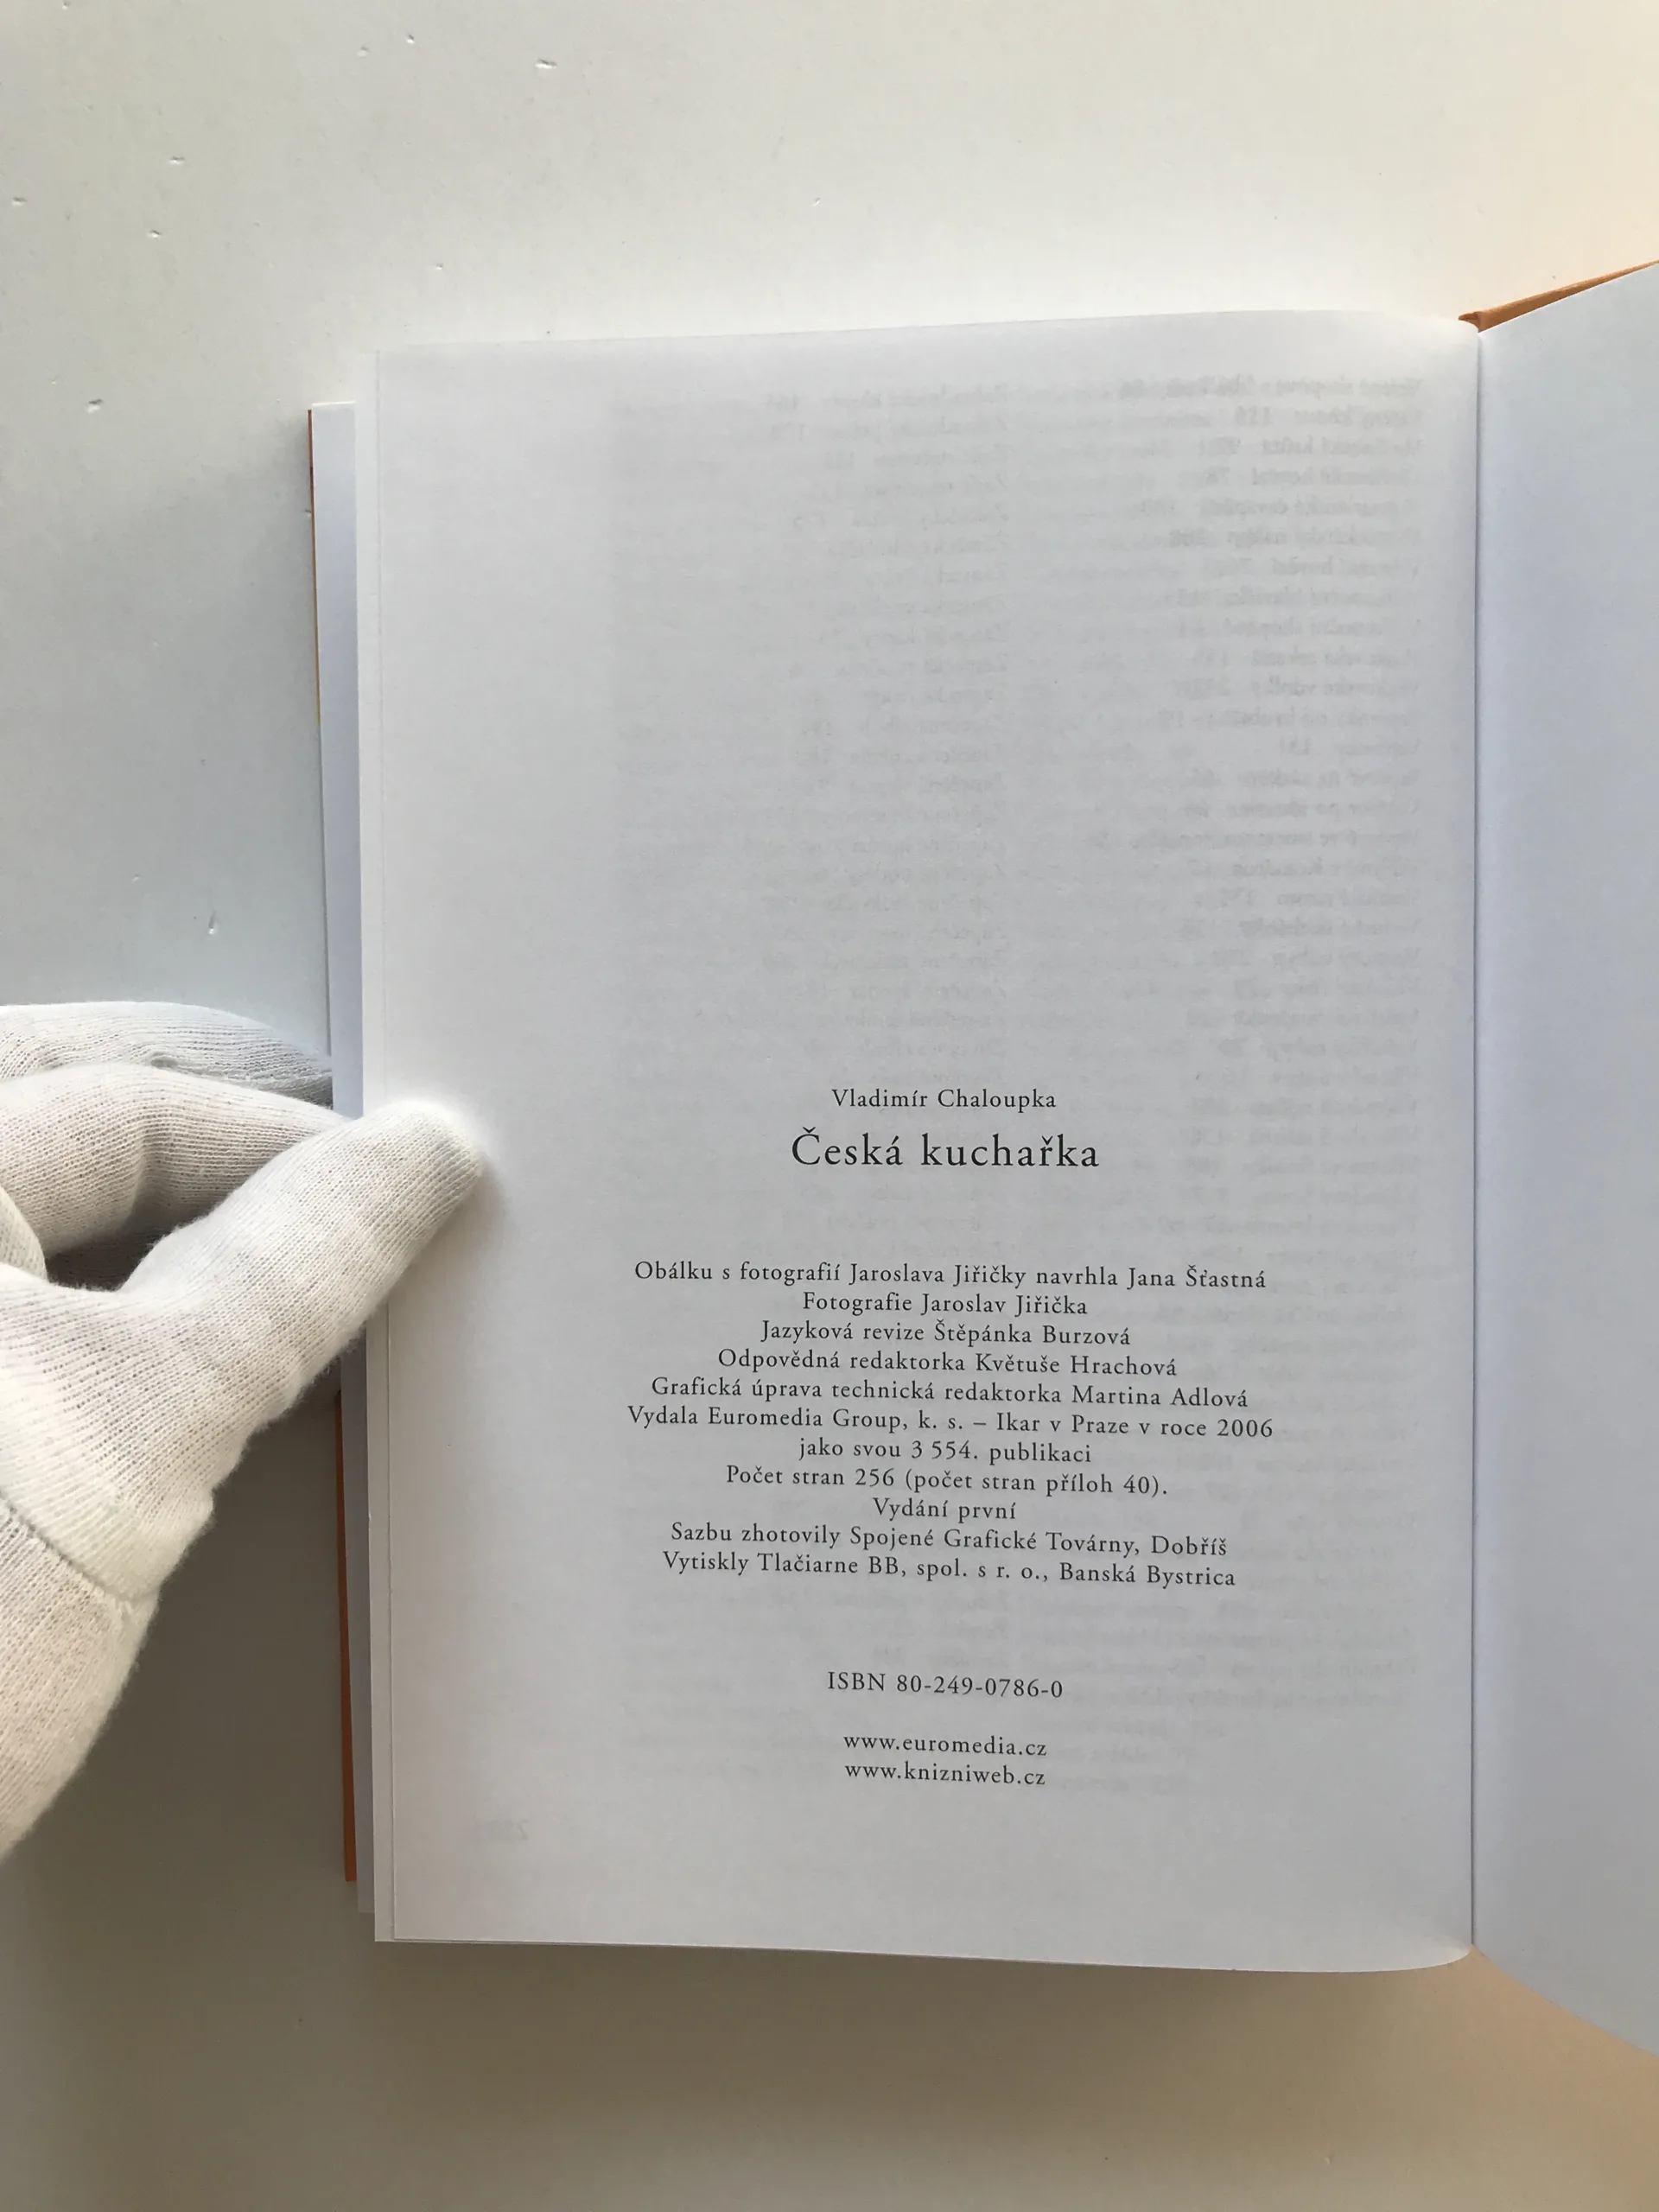 Vladimír Chaloupka
Česká kuchařka
Obálku s fotografií Jaroslava Jiřičky navrhla Jana Šťastná
Fotografie Jaroslav Jiřička
Jazyková revize Štěpánka Burzová
Odpovědná redaktorka Květuše Hrachová
Grafická úprava technická redaktorka Martina Adlová
Vydala Euromedia Group, k. s. – Ikar v Praze v roce 2006
jako svou 3 554. publikaci
Počet stran 256 (počet stran příloh 40).
Vydání první
Sazbu zhotovily Spojené Grafické Továrny, Dobříš
Vytiskly Tlačiarne BB, spol. s r. o., Banská Bystrica
ISBN 80-249-0786-0
www.euromedia.cz
www.knizniweb.cz